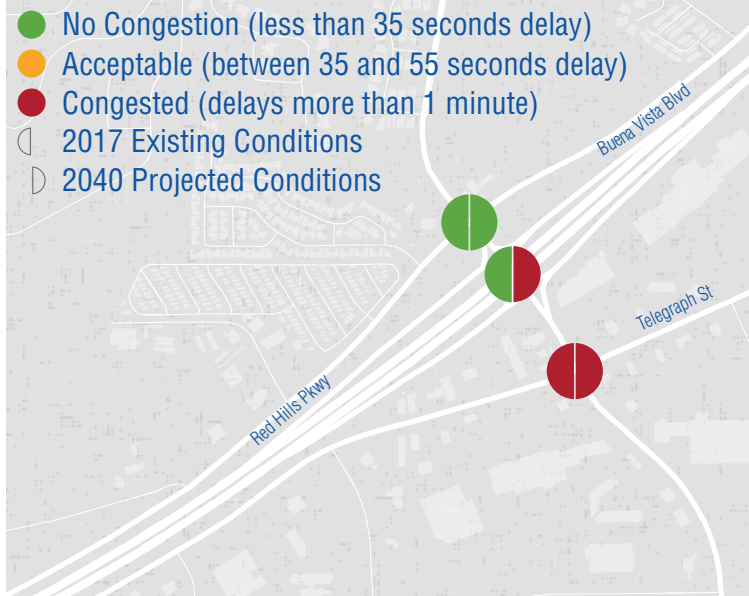 No Congestion (less than 35 seconds delay)
Acceptable (between 35 and 55 seconds delay)
Congested (delays more than 1 minute)
2017 Existing Conditions
2040 Projected Conditions
Buena Vista Blvd
Telegraph St
Red Hills Pkwy